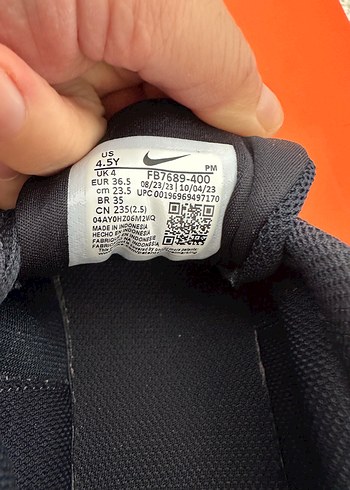 US
4.5Y
PM
UK 4
FB7689-400
EUR 36.5
08/23/23 | 10/04/23
cm 23.5
UPC 00196969497170
BR 35
CN 235(2.5)
04AY0HZ06M2VQ
MADE IN INDONESIA
HECHO EN INDONESIA
FABRIQUÉ EN
FABRICADO